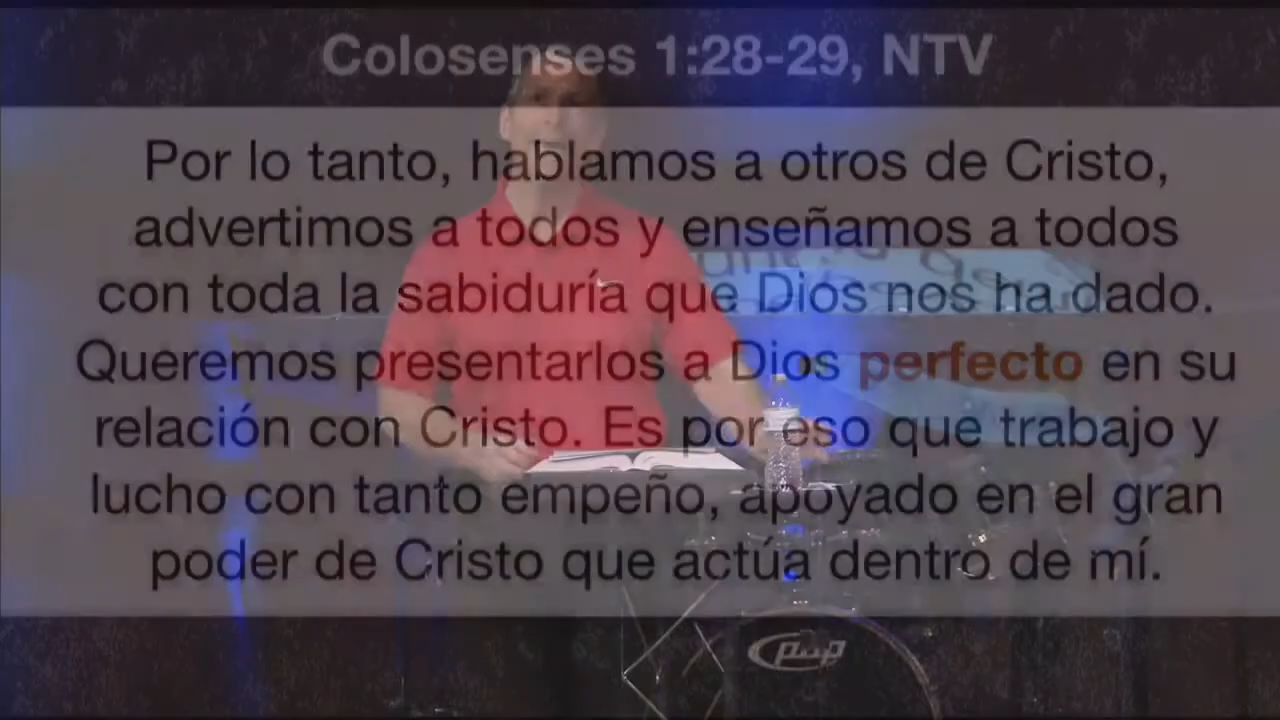 Colosenses 1:28-29, NTV
Por lo tanto, hablamos a otros de Cristo,
advertimos a todos y enseñamos a todos
con toda la sabiduría que Dios nos ha dado.
Queremos presentarlos a Dios perfecto en su
relación con Cristo. Es por eso que trabajo y
lucho con tanto empeño, apoyado en el gran
poder de Cristo que actúa dentro de mí.
pdp